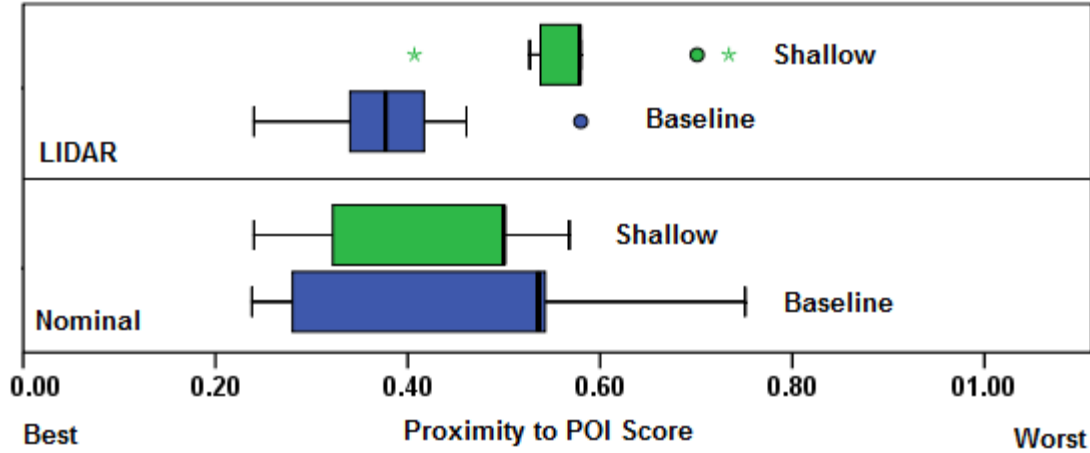 Shallow
Baseline
LIDAR
Shallow
Baseline
Nominal
0.00 0.20 0.40 0.60 0.80 01.00
Best Proximity to POI Score Worst